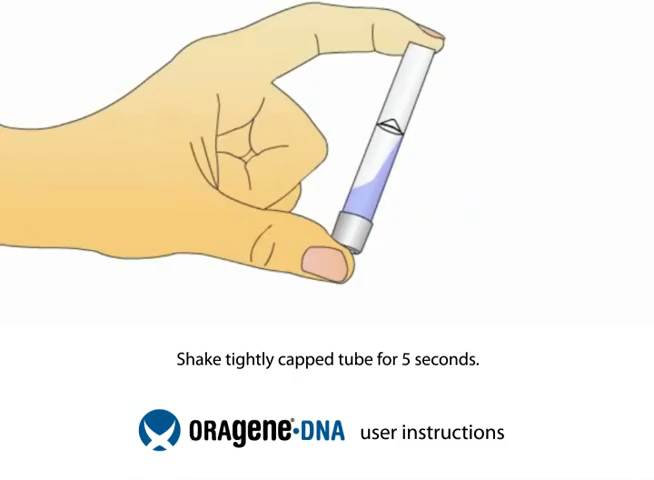 Shake tightly capped tube for 5 seconds.
ORAgene®•DNA user instructions